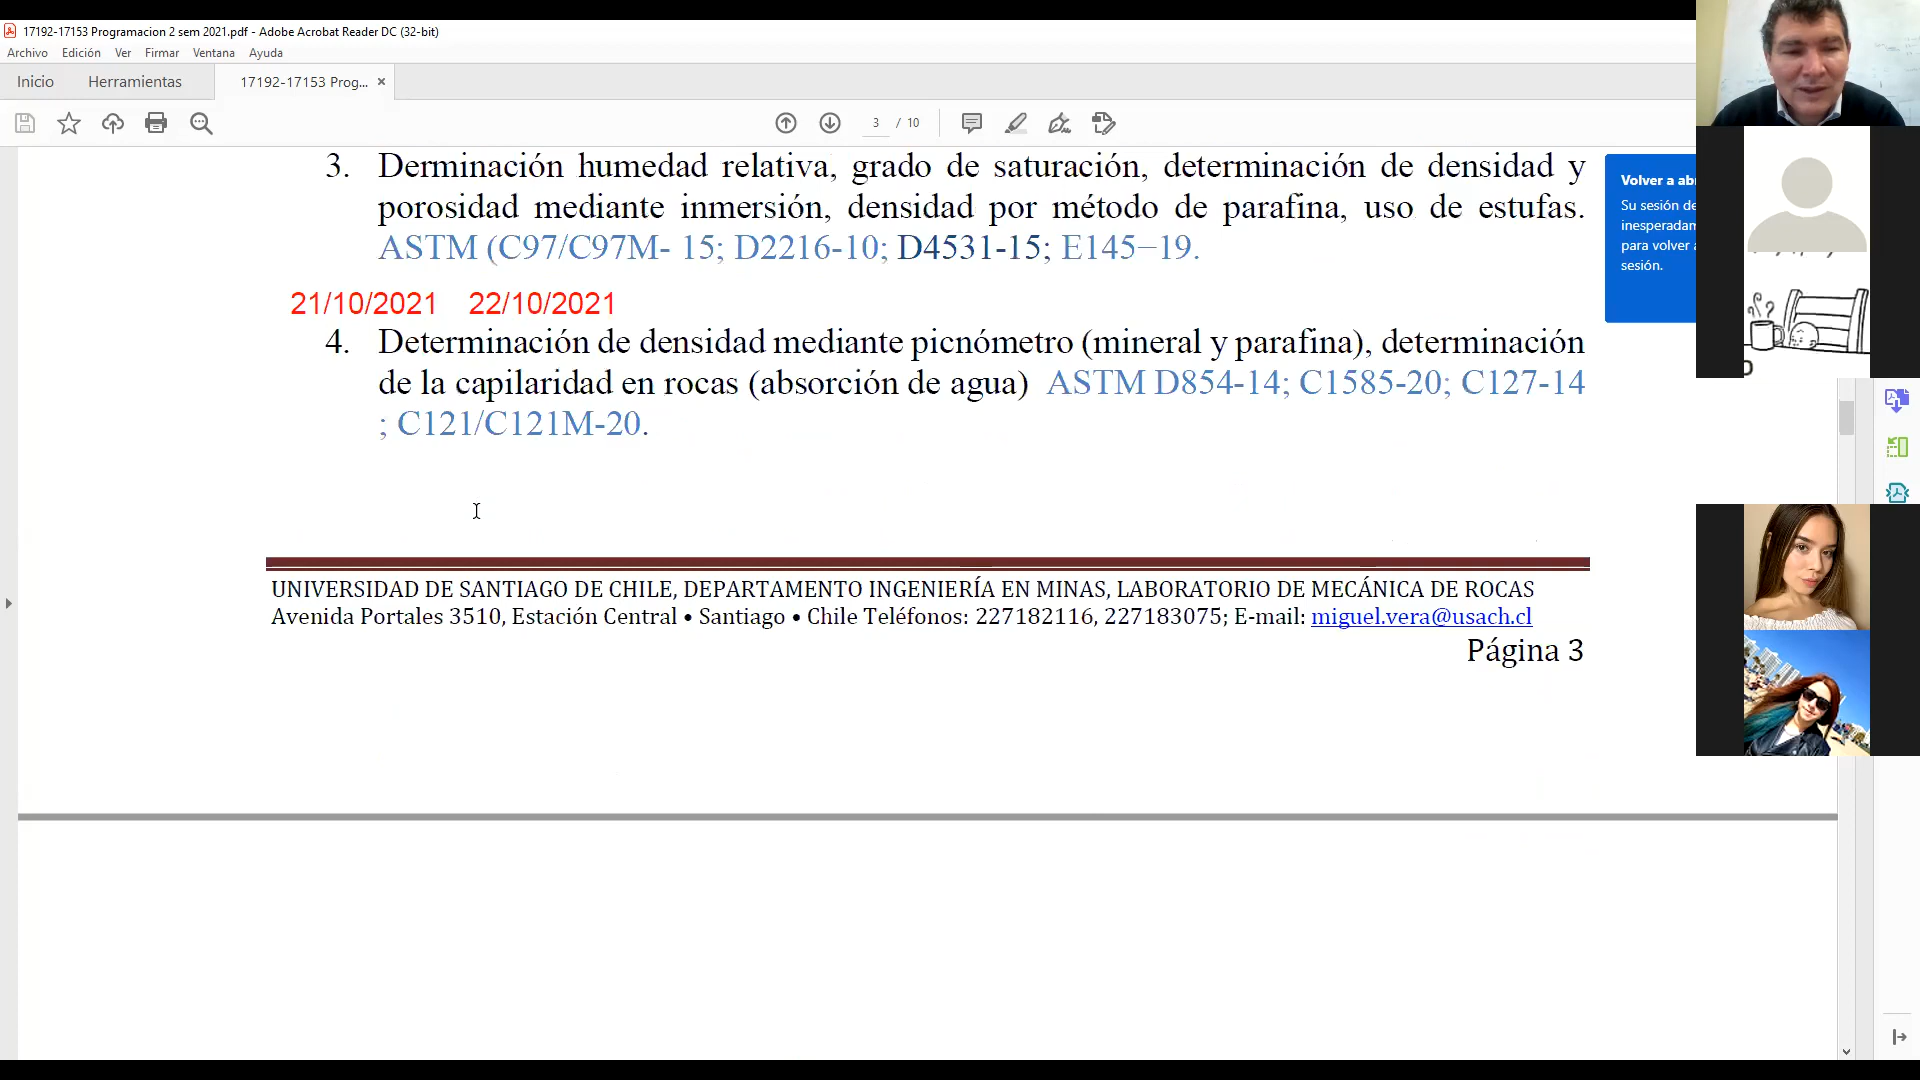 17192-17153 Programacion 2 sem 2021.pdf - Adobe Acrobat Reader DC (32-bit)
Archivo Edición Ver Firmar Ventana Ayuda
Inicio Herramientas 17192-17153 Prog... ×
3 / 10
3. Derminación humedad relativa, grado de saturación, determinación de densidad y
porosidad mediante inmersión, densidad por método de parafina, uso de estufas.
ASTM (C97/C97M- 15; D2216-10; D4531-15; E145−19.
21/10/2021 22/10/2021
4. Determinación de densidad mediante picnómetro (mineral y parafina), determinación
de la capilaridad en rocas (absorción de agua) ASTM D854-14; C1585-20; C127-14
; C121/C121M-20.
UNIVERSIDAD DE SANTIAGO DE CHILE, DEPARTAMENTO INGENIERÍA EN MINAS, LABORATORIO DE MECÁNICA DE ROCAS
Avenida Portales 3510, Estación Central • Santiago • Chile Teléfonos: 227182116, 227183075; E-mail: miguel.vera@usach.cl
Página 3
Volver a abr
Su sesión de
inesperadam
para volver a
sesión.